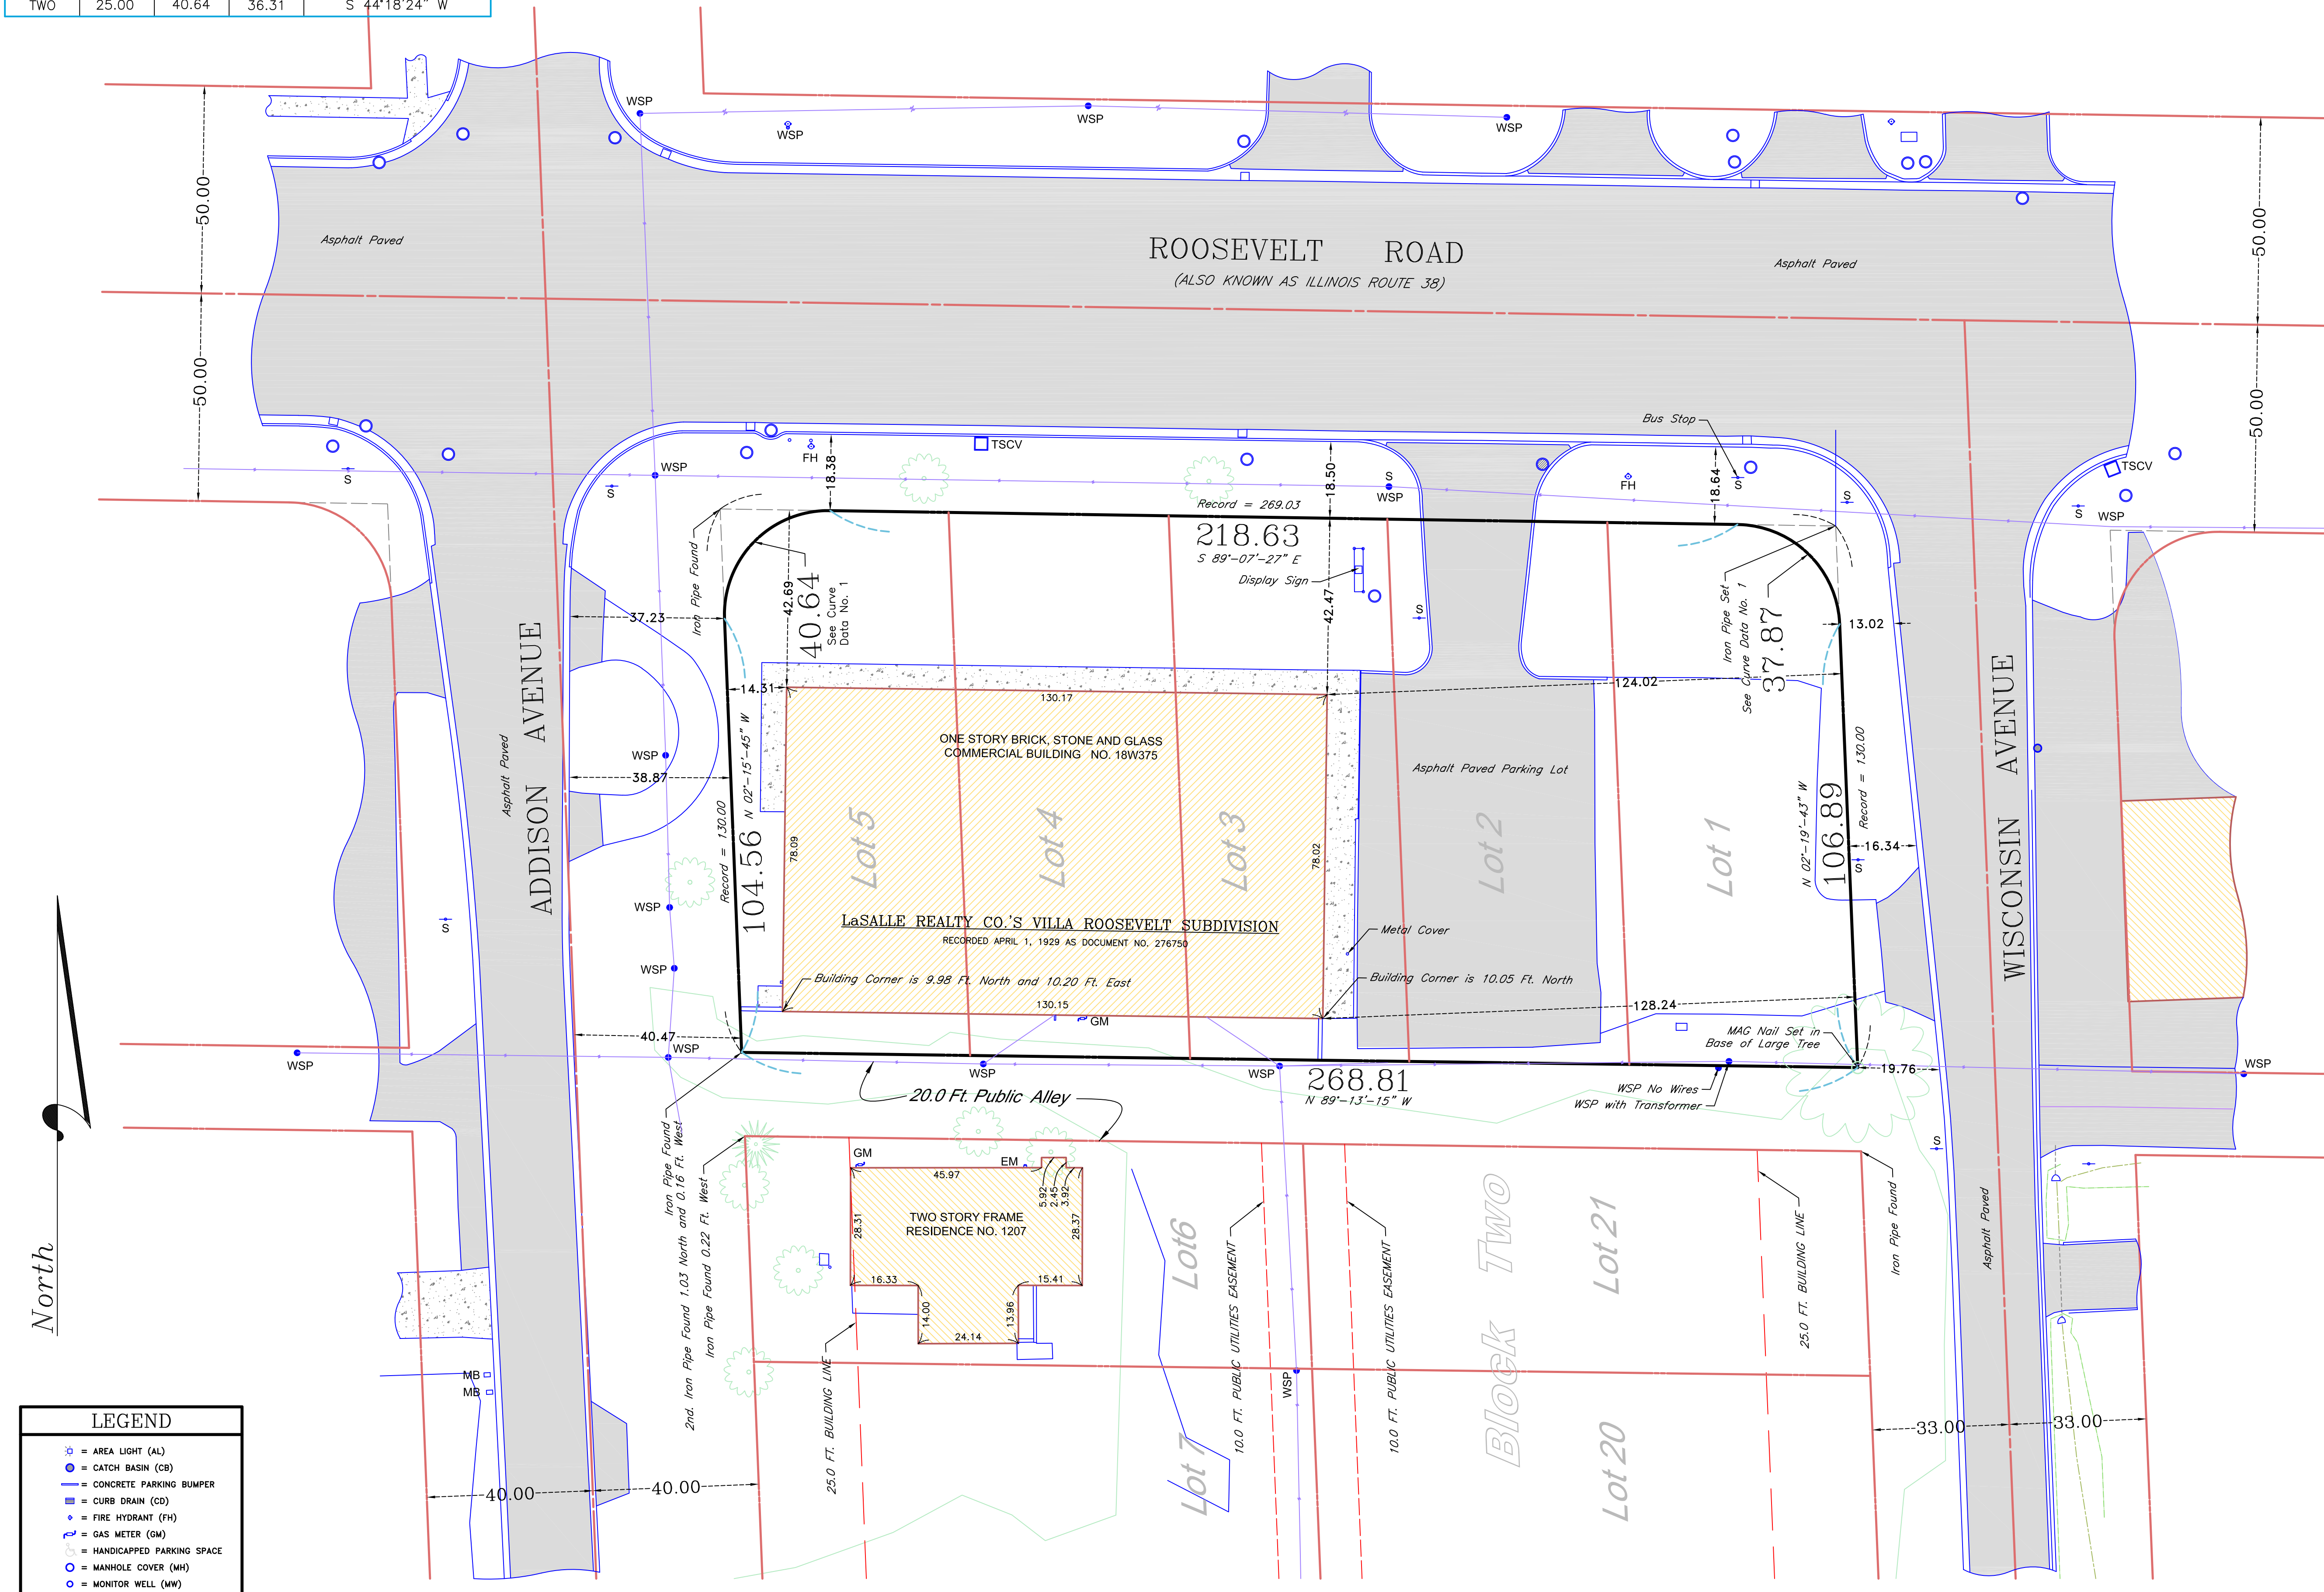 TWO 25.00 40.64 36.31 S 44°18'24" W
WSP
WSP
WSP
WSP
50.00
50.00
Asphalt Paved
ROOSEVELT ROAD
(ALSO KNOWN AS ILLINOIS ROUTE 38)
Asphalt Paved
50.00
50.00
Bus Stop
S
WSP
S
FH
18.38
TSCV
18.50
S
WSP
FH
18.64
S
S
TSCV
S
WSP
Record = 269.03
218.63
S 89°-07'-27" E
Display Sign
Iron Pipe Found
42.69
40.64
See Curve
Data No. 1
42.47
S
Iron Pipe Set
See Curve Data No. 1
37.87
13.02
37.23
14.31
130.17
124.02
ADDISON AVENUE
Asphalt Paved
WSP
38.87
ONE STORY BRICK, STONE AND GLASS
COMMERCIAL BUILDING NO. 18W375
Asphalt Paved Parking Lot
WISCONSIN AVENUE
Record = 130.00
N 02°-15'-45" W
104.56
78.09
Lot 5
Lot 4
Lot 3
78.02
Lot 2
Lot 1
N 02°-19'-43" W
106.89
Record = 130.00
16.34
S
WSP
S
LaSALLE REALTY CO.'S VILLA ROOSEVELT SUBDIVISION
RECORDED APRIL 1, 1929 AS DOCUMENT NO. 276750
Metal Cover
WSP
Building Corner is 9.98 Ft. North and 10.20 Ft. East
Building Corner is 10.05 Ft. North
130.15
GM
128.24
MAG Nail Set in
Base of Large Tree
40.47
WSP
WSP
WSP
WSP
19.76
WSP
268.81
N 89°-13'-15" W
WSP No Wires
WSP with Transformer
20.0 Ft. Public Alley
Iron Pipe Found
2nd. Iron Pipe Found 1.03 North and 0.16 Ft. West
Iron Pipe Found 0.22 Ft. West
S
GM
EM
45.97
5.92
2.45
3.92
TWO STORY FRAME
RESIDENCE NO. 1207
28.31
28.37
16.33
15.41
14.00
13.96
24.14
25.0 FT. BUILDING LINE
Lot6
10.0 FT. PUBLIC UTILITIES EASEMENT
10.0 FT. PUBLIC UTILITIES EASEMENT
Block Two
Lot 21
25.0 FT. BUILDING LINE
Iron Pipe Found
Asphalt Paved
North
MB
MB
WSP
Lot 7
Lot 20
33.00
33.00
40.00
40.00
LEGEND
= AREA LIGHT (AL)
= CATCH BASIN (CB)
= CONCRETE PARKING BUMPER
= CURB DRAIN (CD)
= FIRE HYDRANT (FH)
= GAS METER (GM)
= HANDICAPPED PARKING SPACE
= MANHOLE COVER (MH)
= MONITOR WELL (MW)